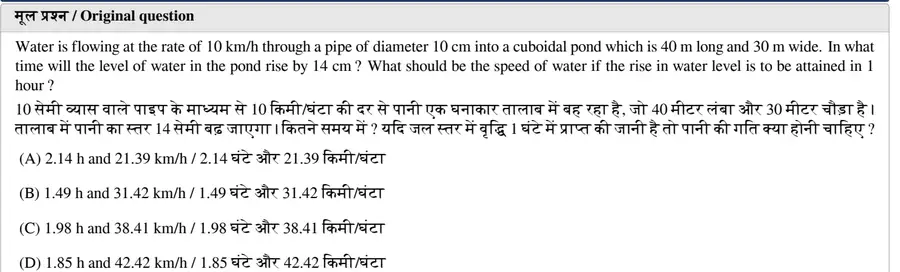 मूल प्रश्न / Original question
Water is flowing at the rate of 10 km/h through a pipe of diameter 10 cm into a cuboidal pond which is 40 m long and 30 m wide. In what
time will the level of water in the pond rise by 14 cm ? What should be the speed of water if the rise in water level is to be attained in 1
hour ?
10 सेमी व्यास वाले पाइप के माध्यम से 10 किमी/घंटा की दर से पानी एक घनाकार तालाब में बह रहा है, जो 40 मीटर लंबा और 30 मीटर चौड़ा है।
तालाब में पानी का स्तर 14 सेमी बढ़ जाएगा। कितने समय में ? यदि जल स्तर में वृद्धि 1 घंटे में प्राप्त की जानी है तो पानी की गति क्या होनी चाहिए ?
(A) 2.14 h and 21.39 km/h / 2.14 घंटे और 21.39 किमी/घंटा
(B) 1.49 h and 31.42 km/h / 1.49 घंटे और 31.42 किमी/घंटा
(C) 1.98 h and 38.41 km/h / 1.98 घंटे और 38.41 किमी/घंटा
(D) 1.85 h and 42.42 km/h / 1.85 घंटे और 42.42 किमी/घंटा